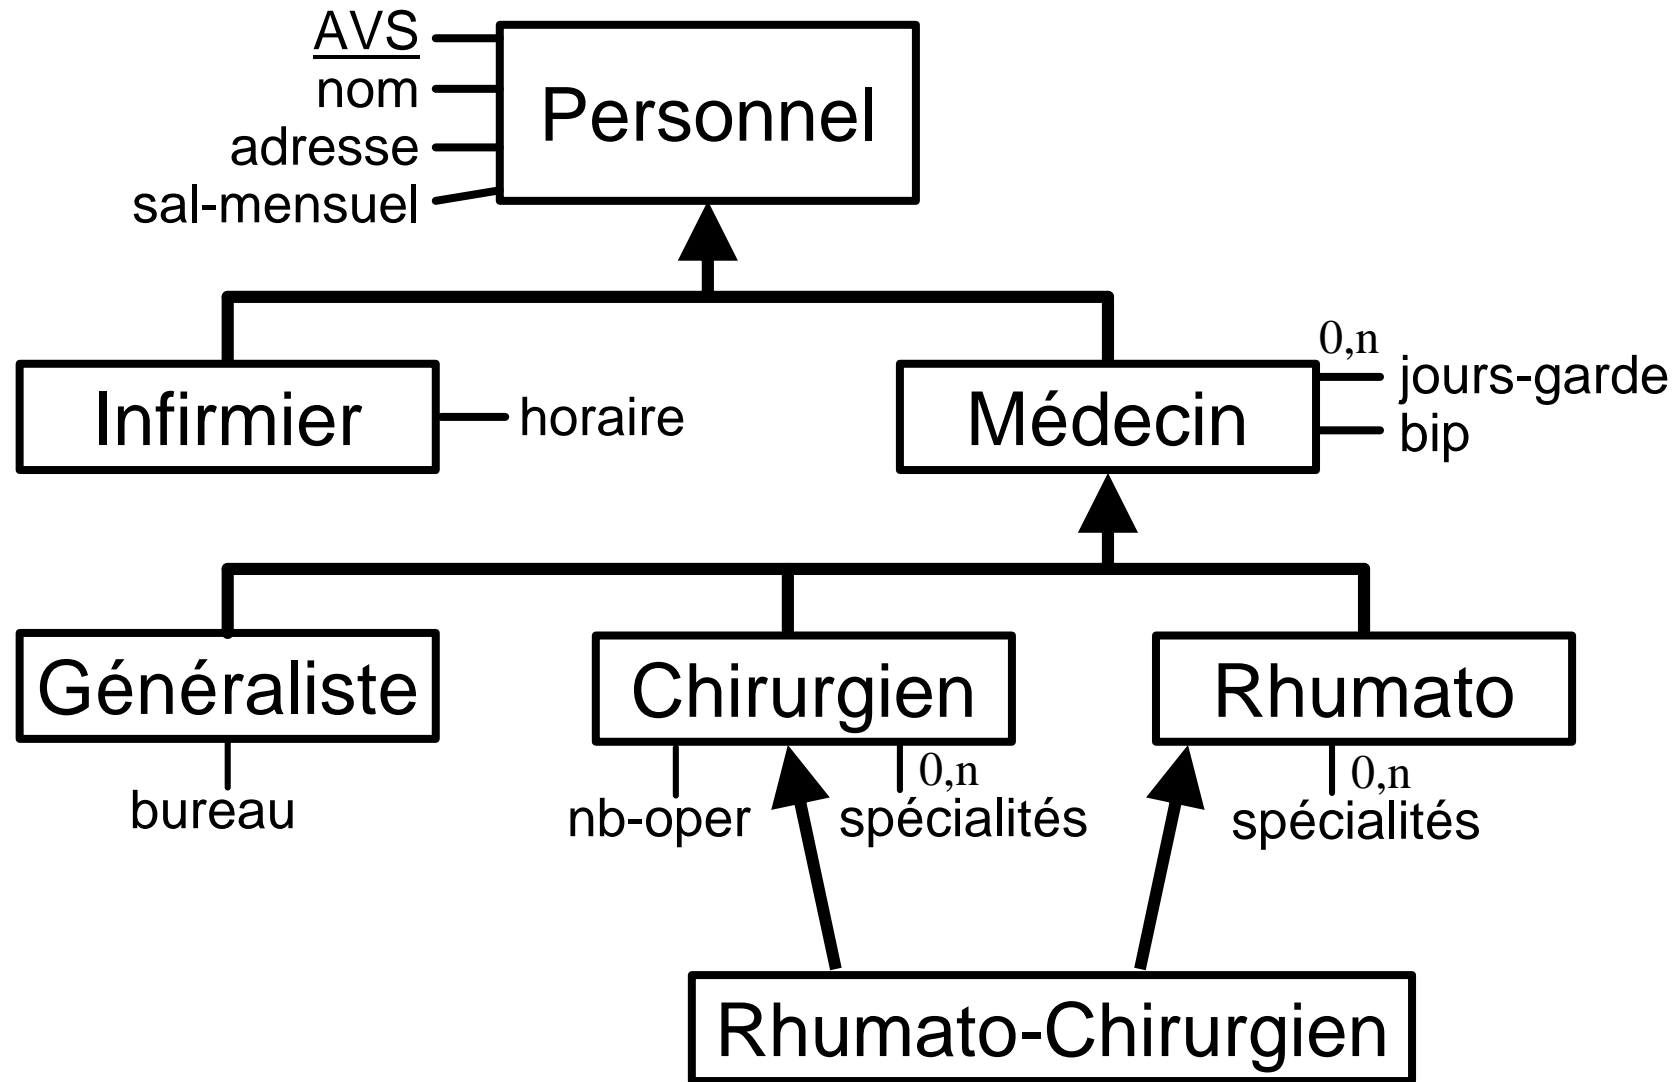 AVS
nom
adresse
sal-mensuel
Personnel
Infirmier
horaire
Médecin
0,n
jours-garde
bip
Généraliste
bureau
Chirurgien
nb-oper
0,n
spécialités
Rhumato
0,n
spécialités
Rhumato-Chirurgien